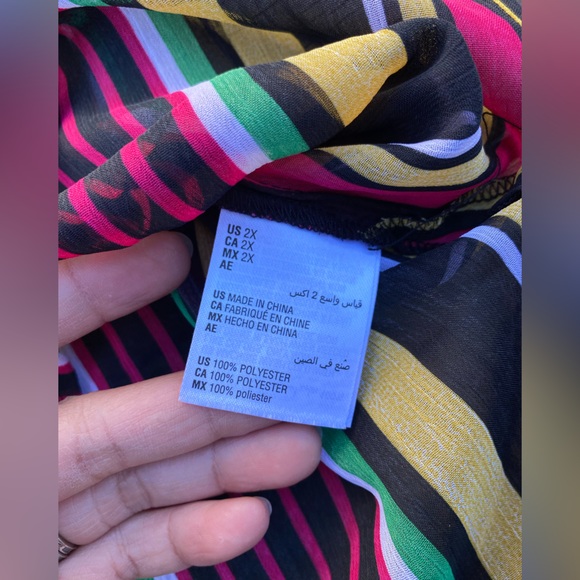 US 2X
CA 2X
MX 2X
AE
قياس واسع 2 اكس
US MADE IN CHINA
CA FABRIQUÉ EN CHINE
MX HECHO EN CHINA
AE
صّنع في الصين
US 100% POLYESTER
CA 100% POLYESTER
MX 100% poliester